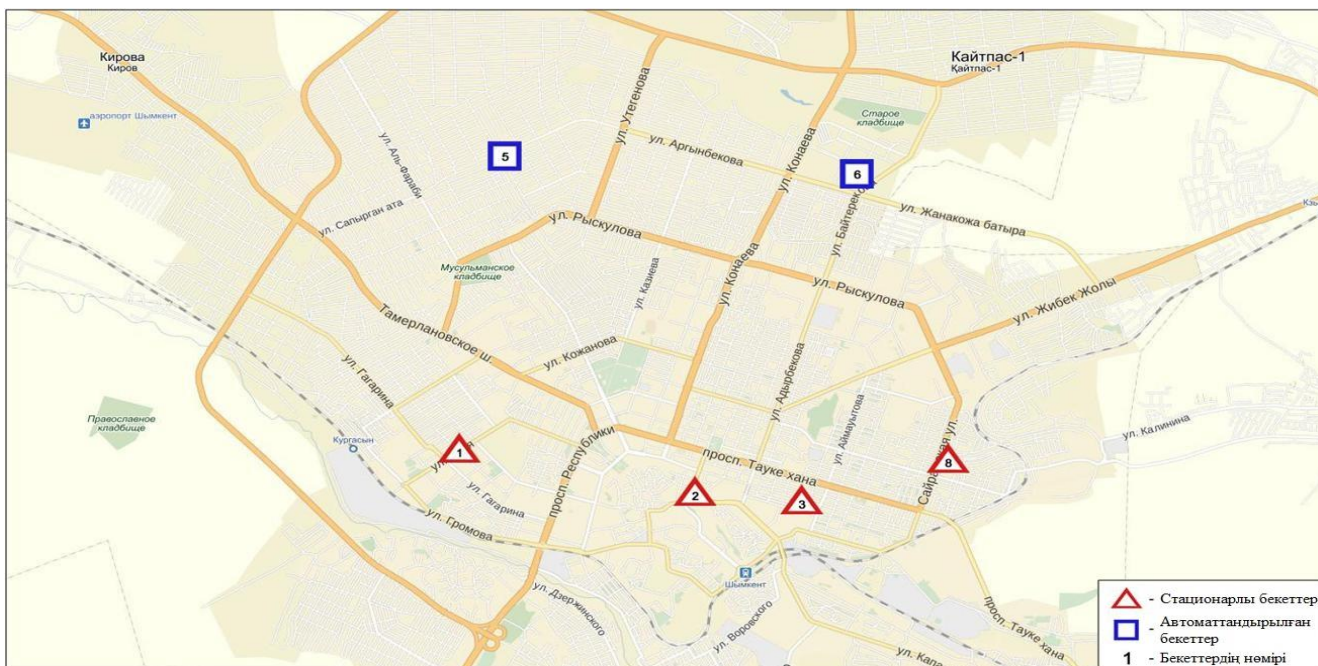 Кирова
Киров
Кайтпас-1
Қайтпас-1
аэропорт Шымкент
ул. Утегенова
Старое
кладбище
ул. Аль-Фараби
5
ул. Аргынбекова
ул. Конаева
6
ул. Сапырган ата
ул. Рыскулова
ул. Байтереков
ул. Жанакожа батыра
Мусульманское
кладбище
ул. Казиева
ул. Конаева
ул. Рыскулова
ул. Жибек Жолы
Тамерлановское ш.
ул. Кожанова
ул. Гагарина
ул. Адырбекова
ул. Аймаутова
Православное
кладбище
Кургасын
просп. Республики
просп. Тауке хана
ул. Калинина
1
8
2
3
ул. Гагарина
ул. Громова
Шымкент
ул. Дзержинского
ул. Воровского
просп. Тауке хана
- Стационарлы бекеттер
- Автоматтандырылған
бекеттер
1 - Бекеттердің нөмірі